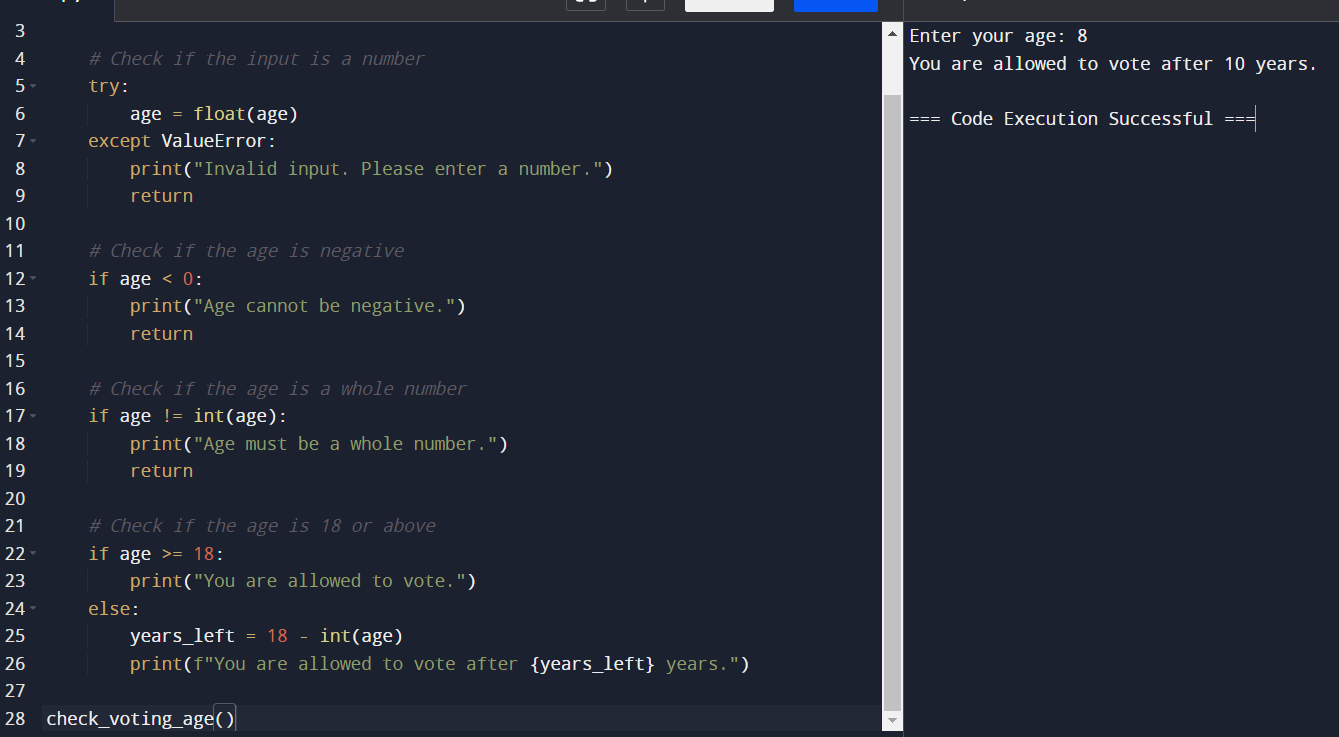 3
4 # Check if the input is a number
5 try:
6 age = float(age)
7 except ValueError:
8 print("Invalid input. Please enter a number.")
9 return
10
11 # Check if the age is negative
12 if age < 0:
13 print("Age cannot be negative.")
14 return
15
16 # Check if the age is a whole number
17 if age != int(age):
18 print("Age must be a whole number.")
19 return
20
21 # Check if the age is 18 or above
22 if age >= 18:
23 print("You are allowed to vote.")
24 else:
25 years_left = 18 - int(age)
26 print(f"You are allowed to vote after {years_left} years.")
27
28 check_voting_age()
Enter your age: 8
You are allowed to vote after 10 years.
=== Code Execution Successful ===